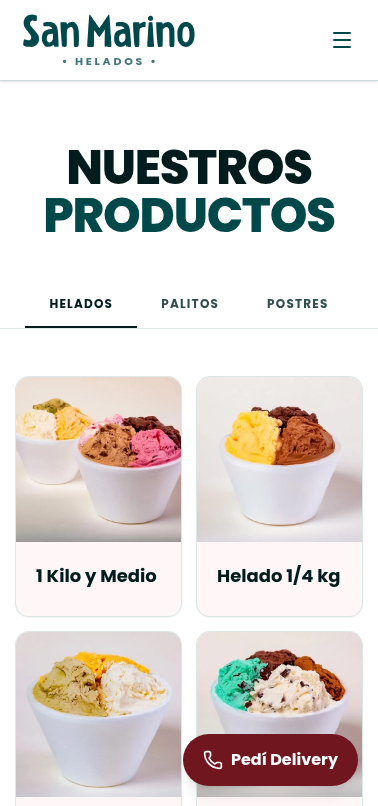 San Marino
• HELADOS •
NUESTROS
PRODUCTOS
HELADOS PALITOS POSTRES
1 Kilo y Medio
Helado 1/4 kg
Pedí Delivery